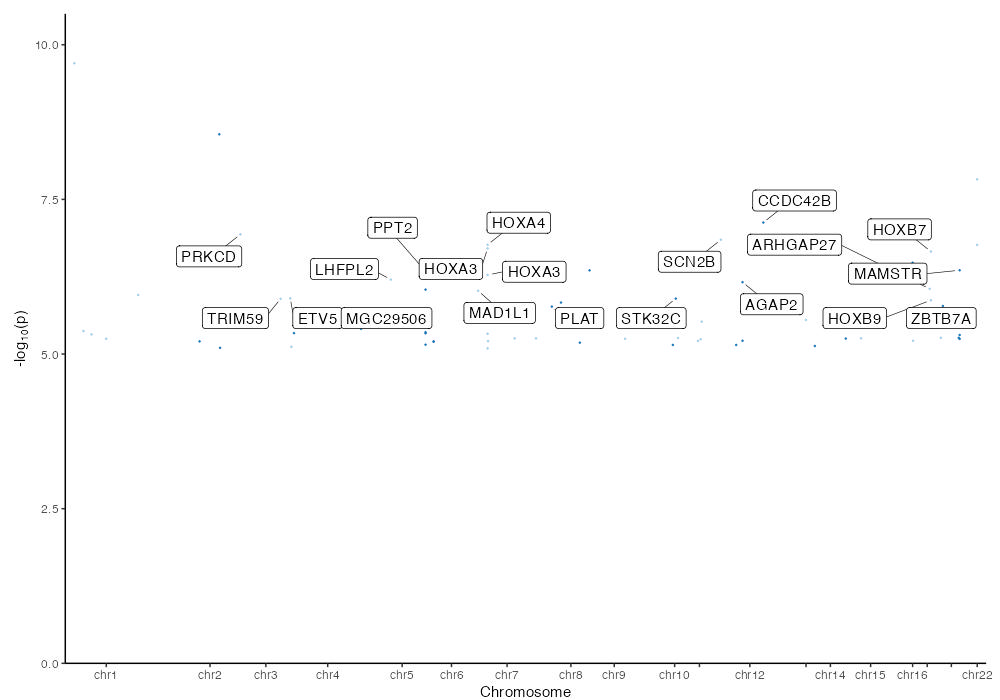 10.0
7.5
5.0
2.5
0.0
-log10(p)
CCDC42B
HOXA4
PPT2
HOXB7
ARHGAP27
PRKCD
SCN2B
LHFPL2
HOXA3
HOXA3
MAMSTR
AGAP2
MAD1L1
TRIM59
ETV5
MGC29506
PLAT
STK32C
HOXB9
ZBTB7A
chr1 chr2 chr3 chr4 chr5 chr6 chr7 chr8 chr9 chr10 chr12 chr14 chr15 chr16 chr22
Chromosome